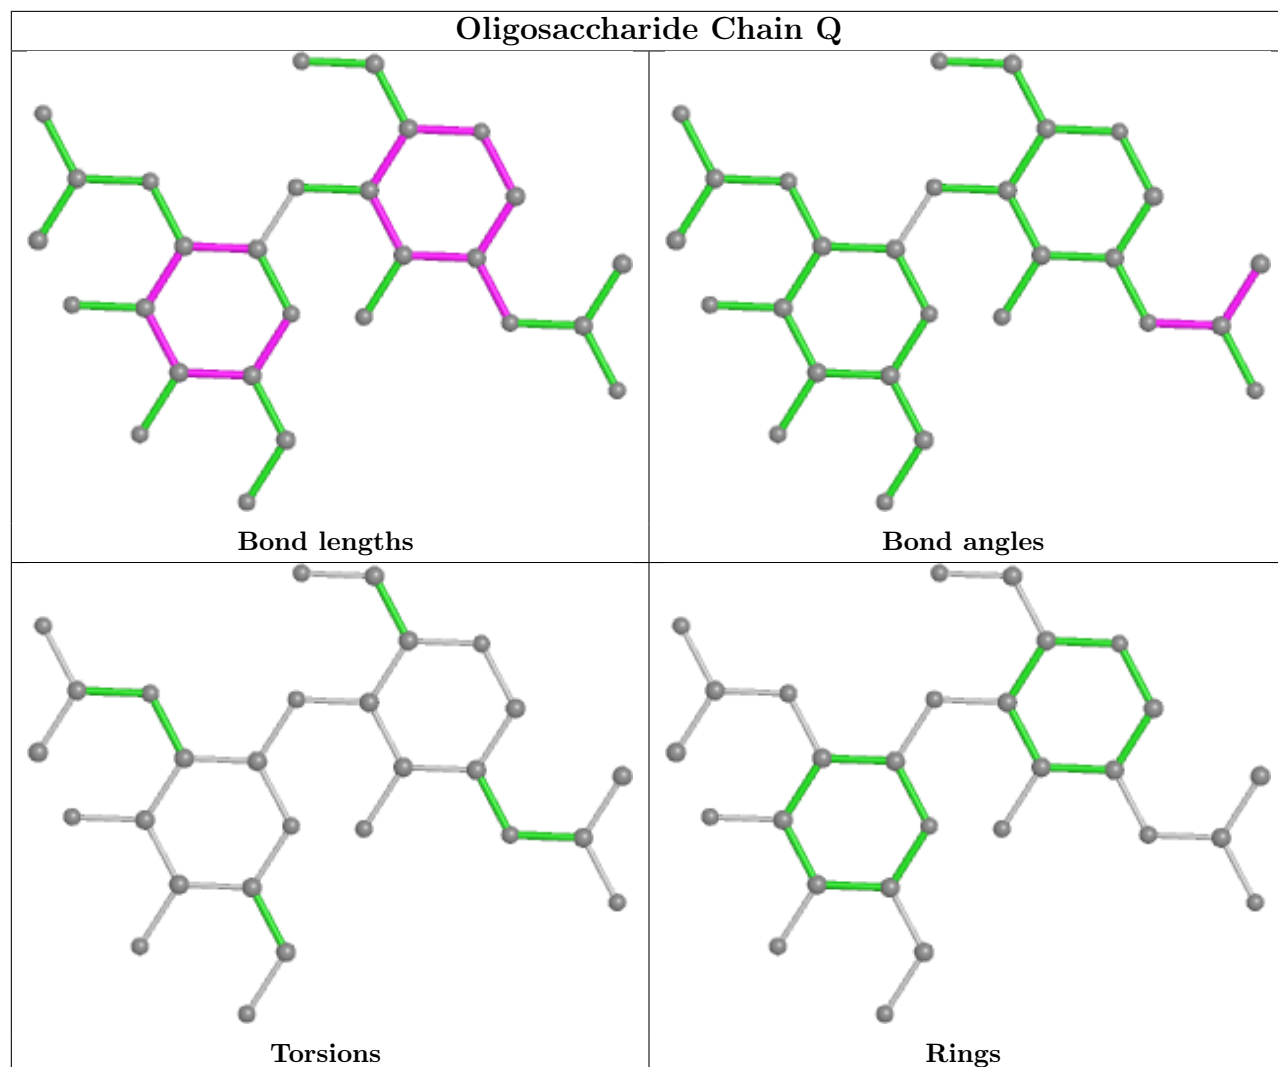 Oligosaccharide Chain Q
Bond lengths
Bond angles
Torsions
Rings